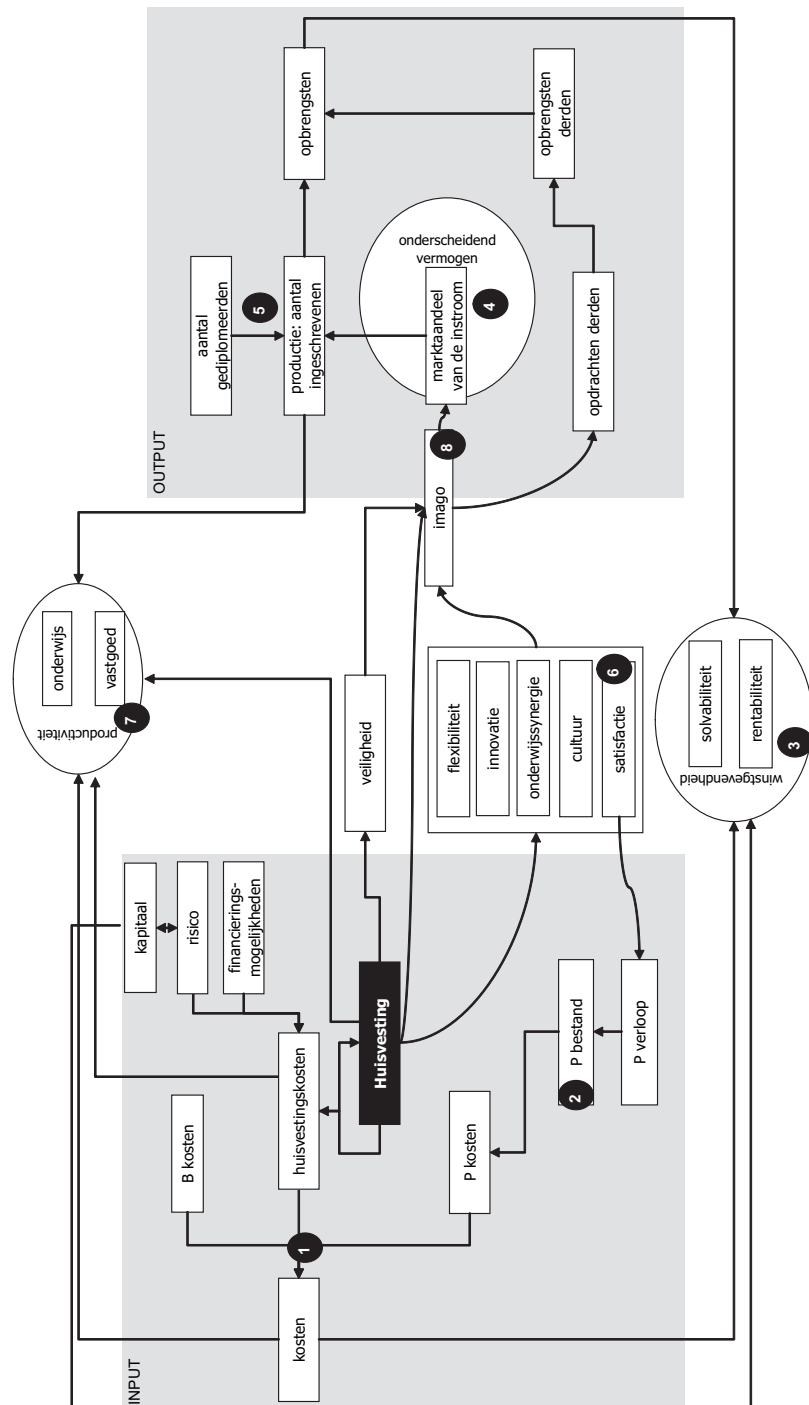 INPUT
kosten
1
B kosten
huisvestingskosten
kapitaal
risico
financierings-
mogelijkheden
Huisvesting
P kosten
2
P bestand
P verloop
productiviteit
onderwijs
vastgoed
7
veiligheid
flexibiliteit
innovatie
onderwijssynergie
cultuur
satisfactie
6
winstgevendheid
solvabiliteit
rentabiliteit
3
OUTPUT
aantal
gediplomeerden
5
productie: aantal
ingeschrevenen
opbrengsten
onderscheidend
vermogen
marktaandeel
van de instroom
4
imago
8
opdrachten derden
opbrengsten
derden